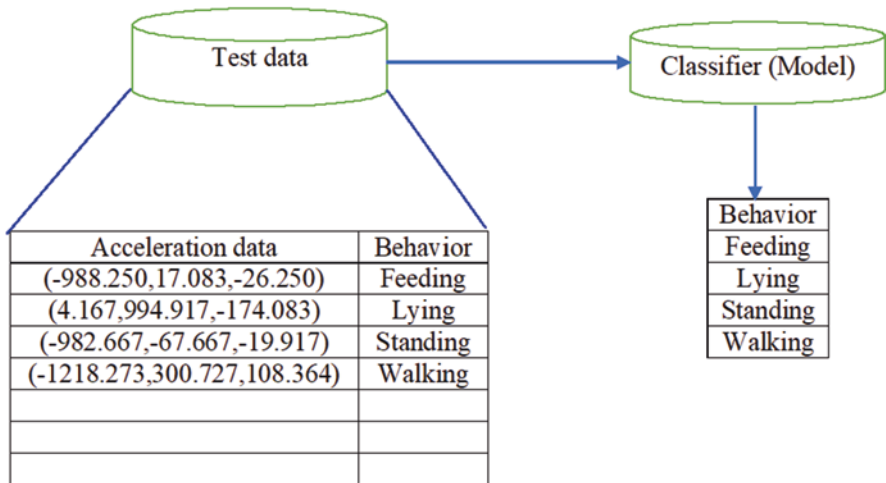 Test data
Classifier (Model)
Acceleration data Behavior
(-988.250,17.083,-26.250) Feeding
(4.167,994.917,-174.083) Lying
(-982.667,-67.667,-19.917) Standing
(-1218.273,300.727,108.364) Walking
Behavior
Feeding
Lying
Standing
Walking